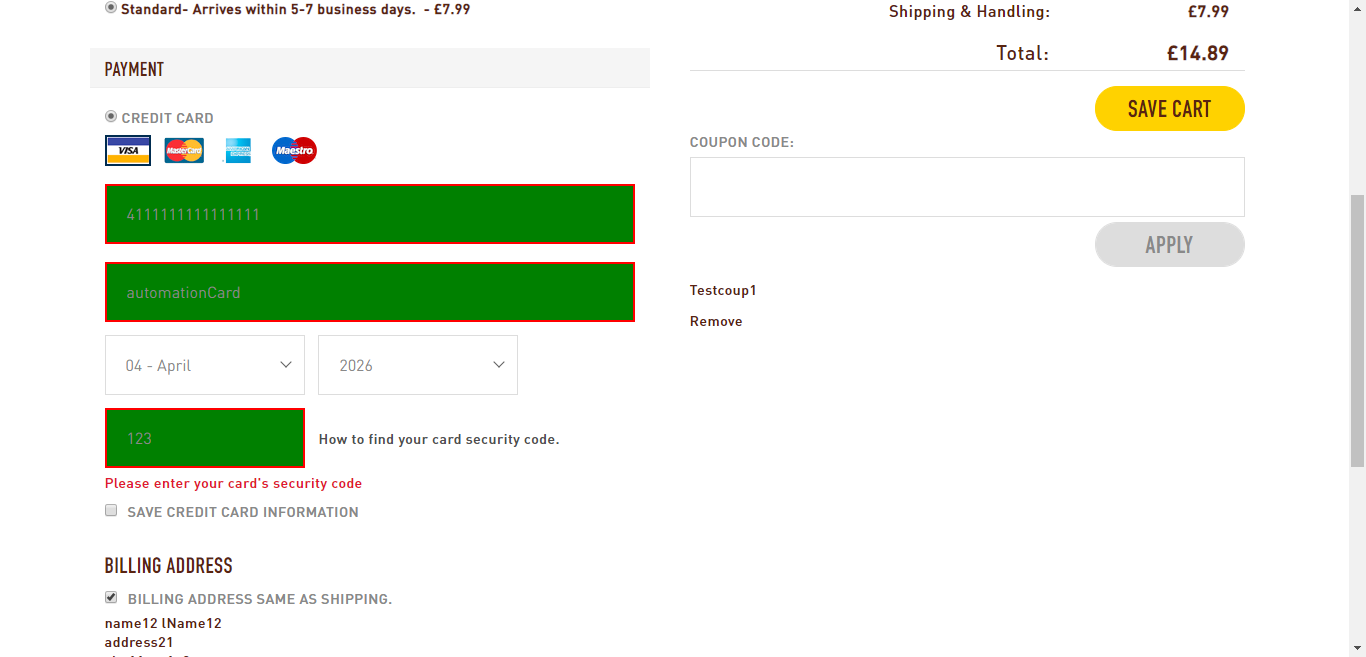 Standard- Arrives within 5-7 business days.  - £7.99
PAYMENT
CREDIT CARD
VISA
MasterCard
Maestro
4111111111111111
automationCard
04 - April
2026
123
How to find your card security code.
Please enter your card's security code
SAVE CREDIT CARD INFORMATION
BILLING ADDRESS
BILLING ADDRESS SAME AS SHIPPING.
name12 lName12
address21
Shipping & Handling:
£7.99
Total:
£14.89
SAVE CART
COUPON CODE:
APPLY
Testcoup1
Remove